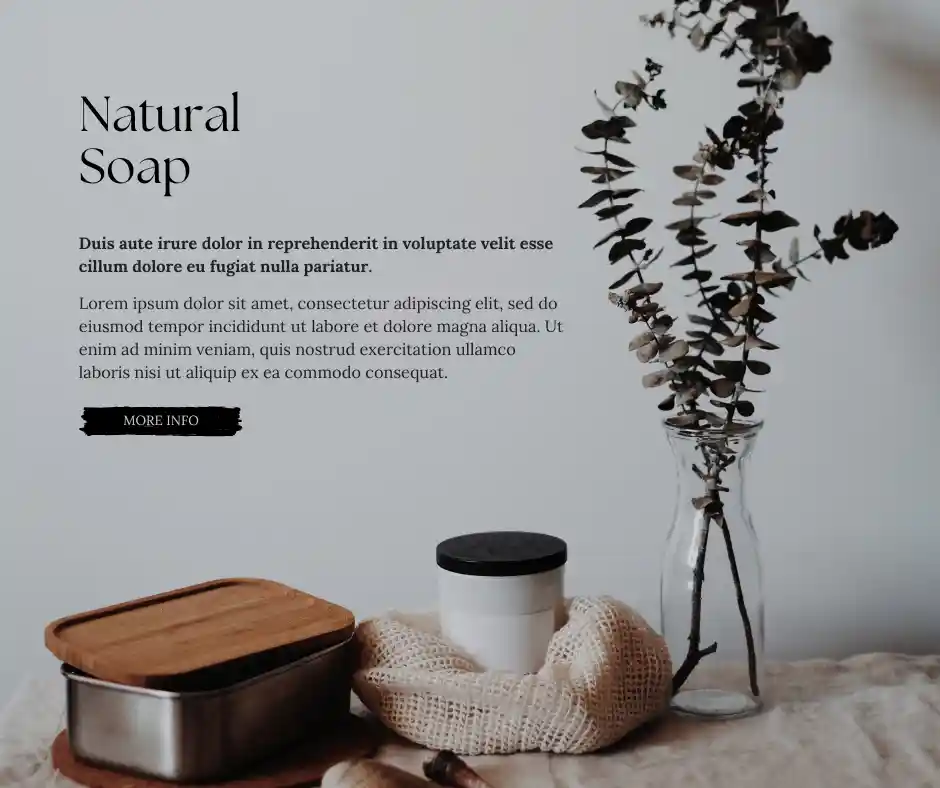 Natural
Soap
Duis aute irure dolor in reprehenderit in voluptate velit esse
cillum dolore eu fugiat nulla pariatur.
Lorem ipsum dolor sit amet, consectetur adipiscing elit, sed do
eiusmod tempor incididunt ut labore et dolore magna aliqua. Ut
enim ad minim veniam, quis nostrud exercitation ullamco
laboris nisi ut aliquip ex ea commodo consequat.
MORE INFO